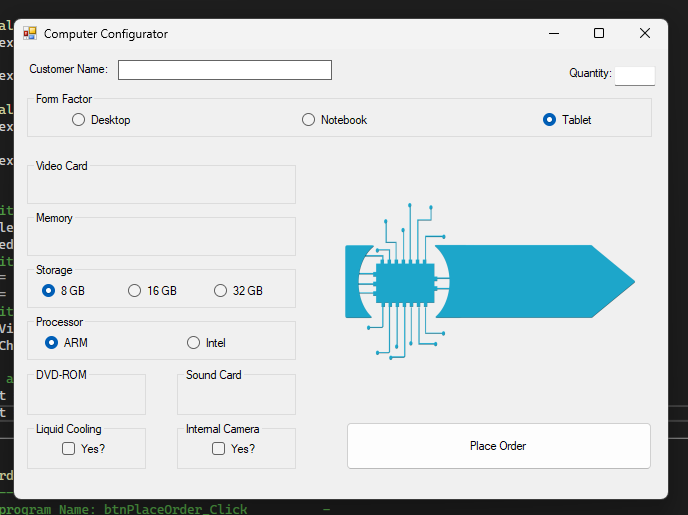 Computer Configurator
Customer Name:
Quantity:
Form Factor
Desktop Notebook Tablet
Video Card
Memory
Storage
8 GB 16 GB 32 GB
Processor
ARM Intel
DVD-ROM Sound Card
Liquid Cooling Internal Camera
Yes? Yes?
Place Order
program Name: btnPlaceOrder_Click -